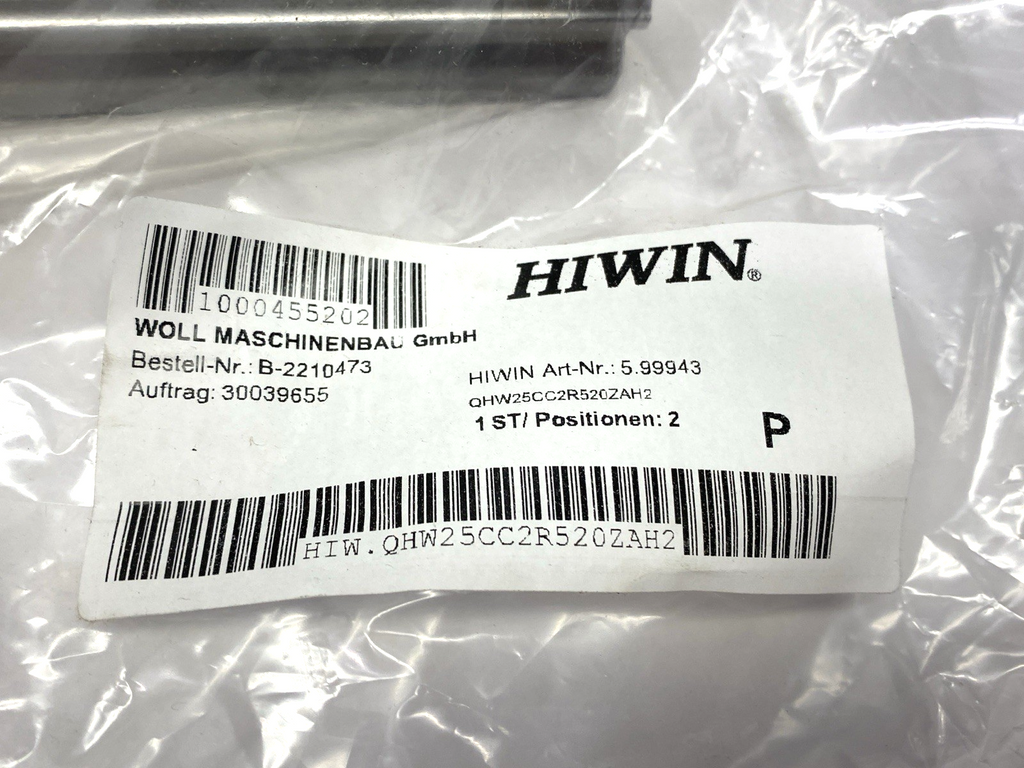 1000455202
WOLL MASCHINENBAU GmbH
Bestell-Nr.: B-2210473
Auftrag: 30039655
HIWIN®
HIWIN Art-Nr.: 5.99943
QHW25CC2R520ZAH2
1 ST/ Positionen: 2
P
HIW.QHW25CC2R520ZAH2